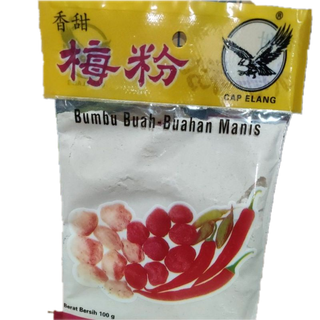 香甜
梅粉
CAP ELANG
Bumbu Buah-Buahan Manis
Berat Bersih 100 g